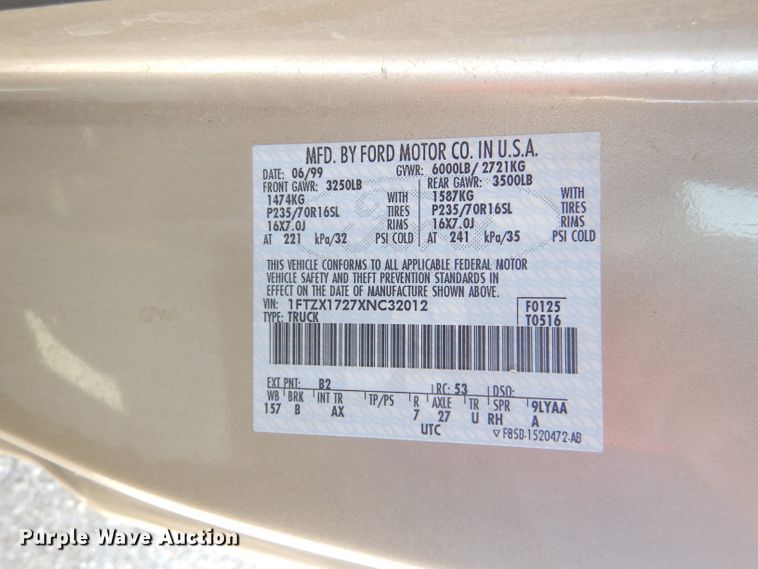 MFD. BY FORD MOTOR CO. IN U.S.A.
DATE: 06/99 GVWR: 6000LB/ 2721KG
FRONT GAWR: 3250LB REAR GAWR: 3500LB
1474KG WITH 1587KG WITH
P235/70R16SL TIRES P235/70R16SL TIRES
16X7.0J RIMS 16X7.0J RIMS
AT 221 kPa/32 PSI COLD AT 241 kPa/35 PSI COLD
THIS VEHICLE CONFORMS TO ALL APPLICABLE FEDERAL MOTOR
VEHICLE SAFETY AND THEFT PREVENTION STANDARDS IN
EFFECT ON THE DATE OF MANUFACTURE SHOWN ABOVE.
VIN: 1FTZX1727XNC32012 F0125
TYPE: TRUCK T0516
EXT PNT: B2 RC: 53 DSO:
WB BRK INT TR TP/PS R AXLE TR SPR 9LYAA
157 B AX 7 27 U RH A
UTC ▽ F85B-1520472-AB
Purple Wave Auction
Purple Wave Auction